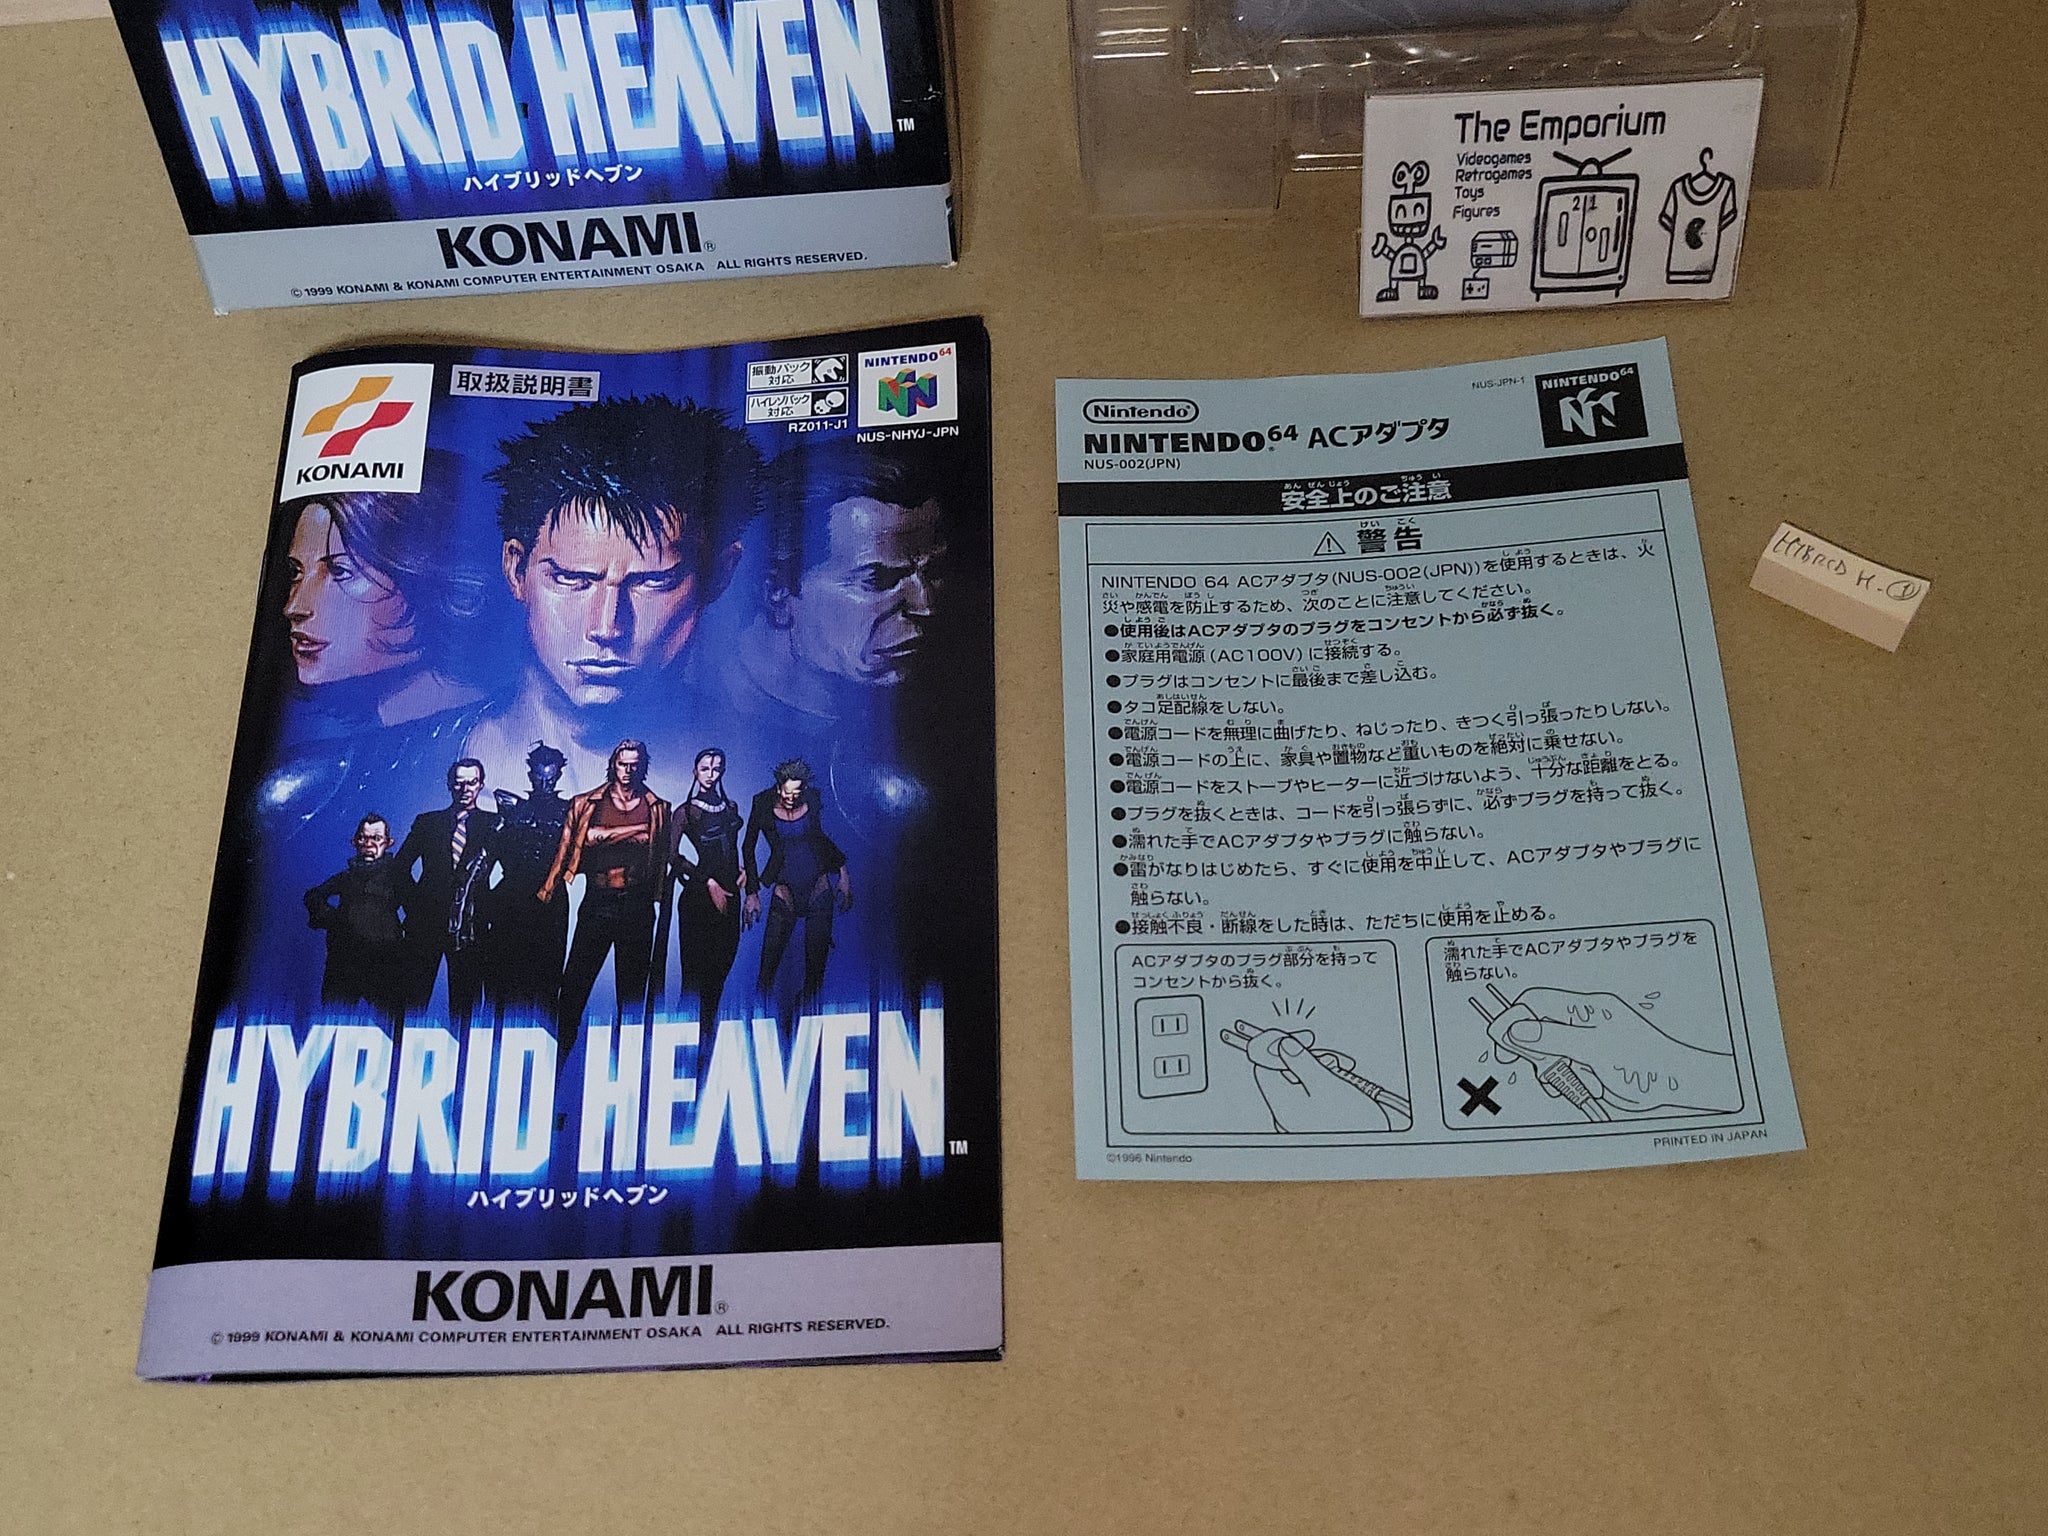 HYBRID HEAVEN™
ハイブリッドヘブン
KONAMI®
©1999 KONAMI & KONAMI COMPUTER ENTERTAINMENT OSAKA ALL RIGHTS RESERVED.
The Emporium
Videogames
Retrogames
Toys
Figures
2 1
KONAMI
取扱説明書
振動パック
対応
ハイレゾパック
対応
RZ011-J1
NINTENDO64
NUS-NHYJ-JPN
HYBRID HEAVEN™
ハイブリッドヘブン
KONAMI®
© 1999 KONAMI & KONAMI COMPUTER ENTERTAINMENT OSAKA ALL RIGHTS RESERVED.
NUS-JPN-1
NINTENDO64
Nintendo®
NINTENDO64® ACアダプタ
NUS-002(JPN)
安全上のご注意
警告
NINTENDO 64 ACアダプタ(NUS-002(JPN))を使用するときは、火
災や感電を防止するため、次のことに注意してください。
●使用後はACアダプタのプラグをコンセントから必ず抜く。
●家庭用電源(AC100V)に接続する。
●プラグはコンセントに最後まで差し込む。
●タコ足配線をしない。
●電源コードを無理に曲げたり、ねじったり、きつく引っ張ったりしない。
●電源コードの上に、家具や置物など重いものを絶対に乗せない。
●電源コードをストーブやヒーターに近づけないよう、十分な距離をとる。
●プラグを抜くときは、コードを引っ張らずに、必ずプラグを持って抜く。
●濡れた手でACアダプタやプラグに触らない。
●雷がなりはじめたら、すぐに使用を中止して、ACアダプタやプラグに
触らない。
●接触不良・断線をした時は、ただちに使用を止める。
ACアダプタのプラグ部分を持って
コンセントから抜く。
濡れた手でACアダプタやプラグを
触らない。
©1996 Nintendo
PRINTED IN JAPAN
HYBRID H-①